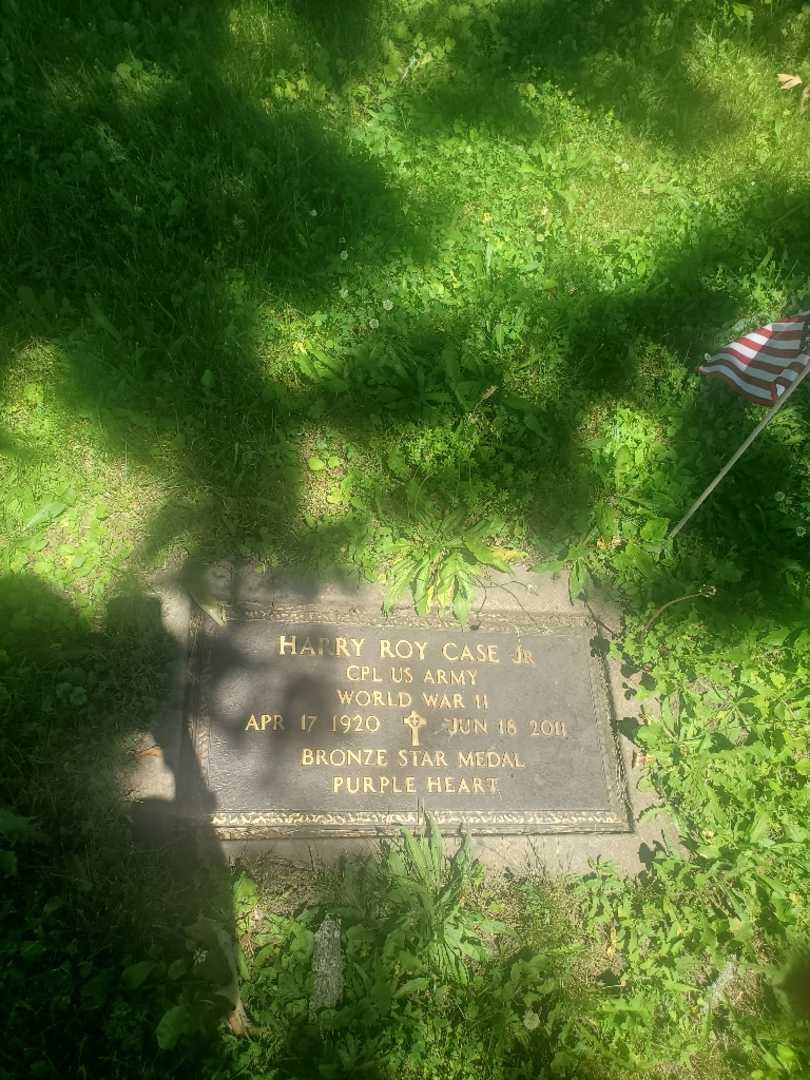 HARRY ROY CASE JR
CPL US ARMY
WORLD WAR II
APR 17 1920 JUN 18 2011
BRONZE STAR MEDAL
PURPLE HEART